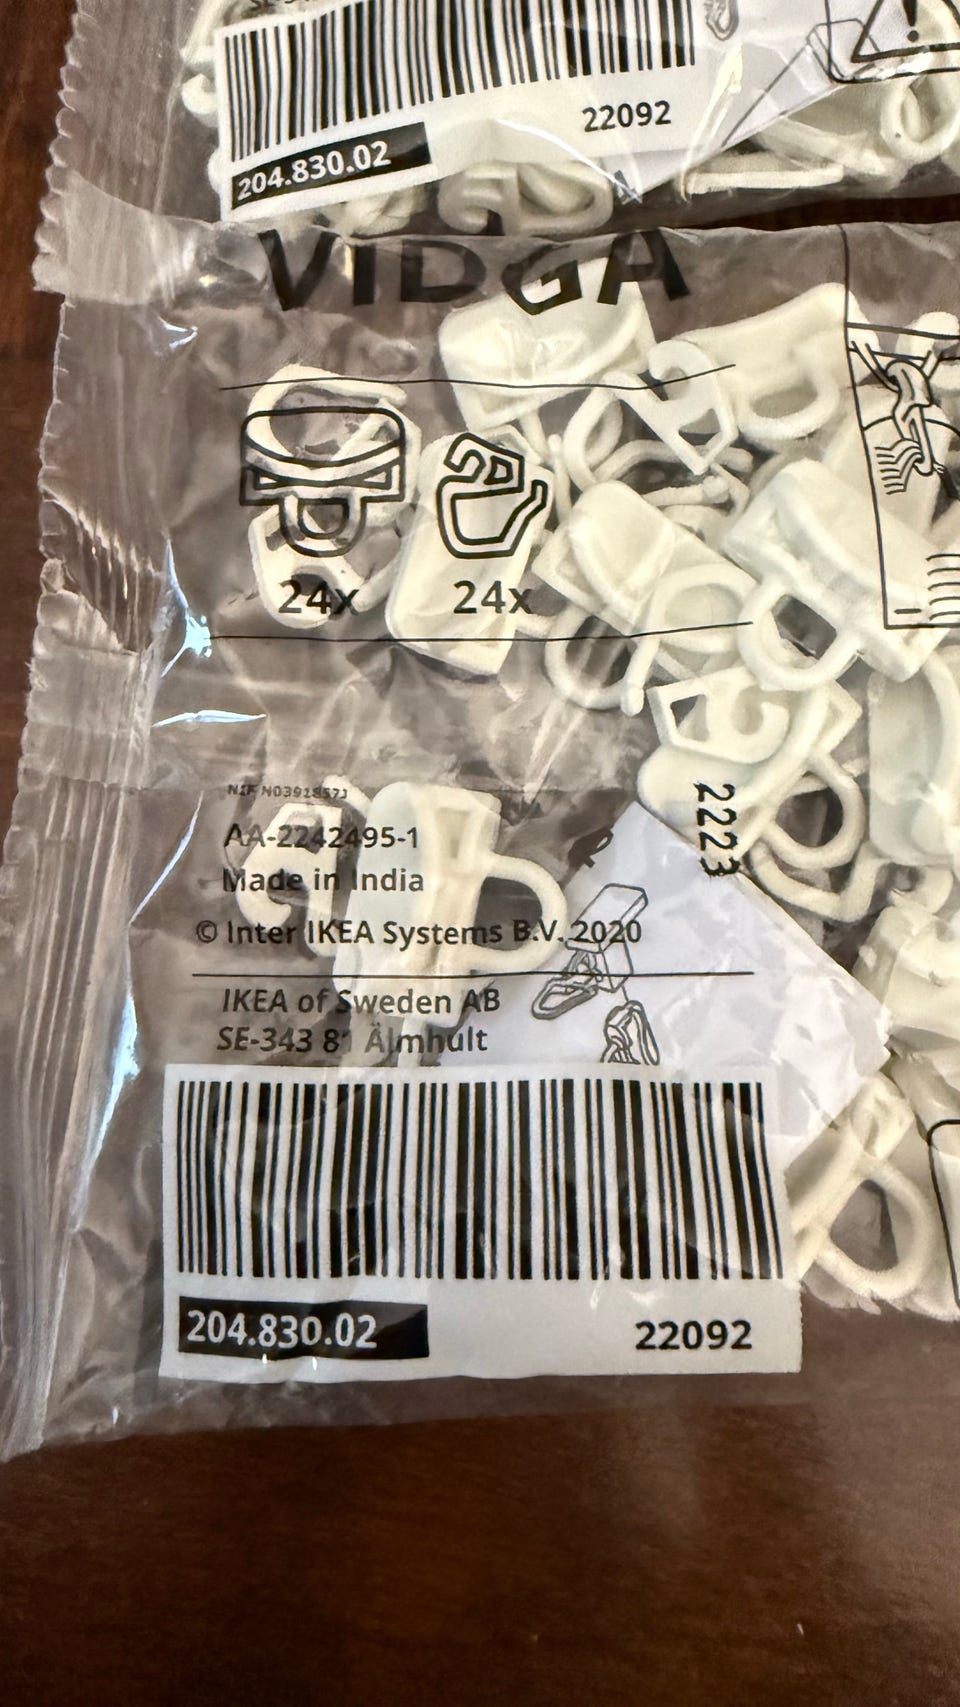 22092
204.830.02
VIDGA
24x 24x
2223
AA-2242495-1
Made in India
© Inter IKEA Systems B.V. 2020
IKEA of Sweden AB
SE-343 81 Älmhult
204.830.02
22092